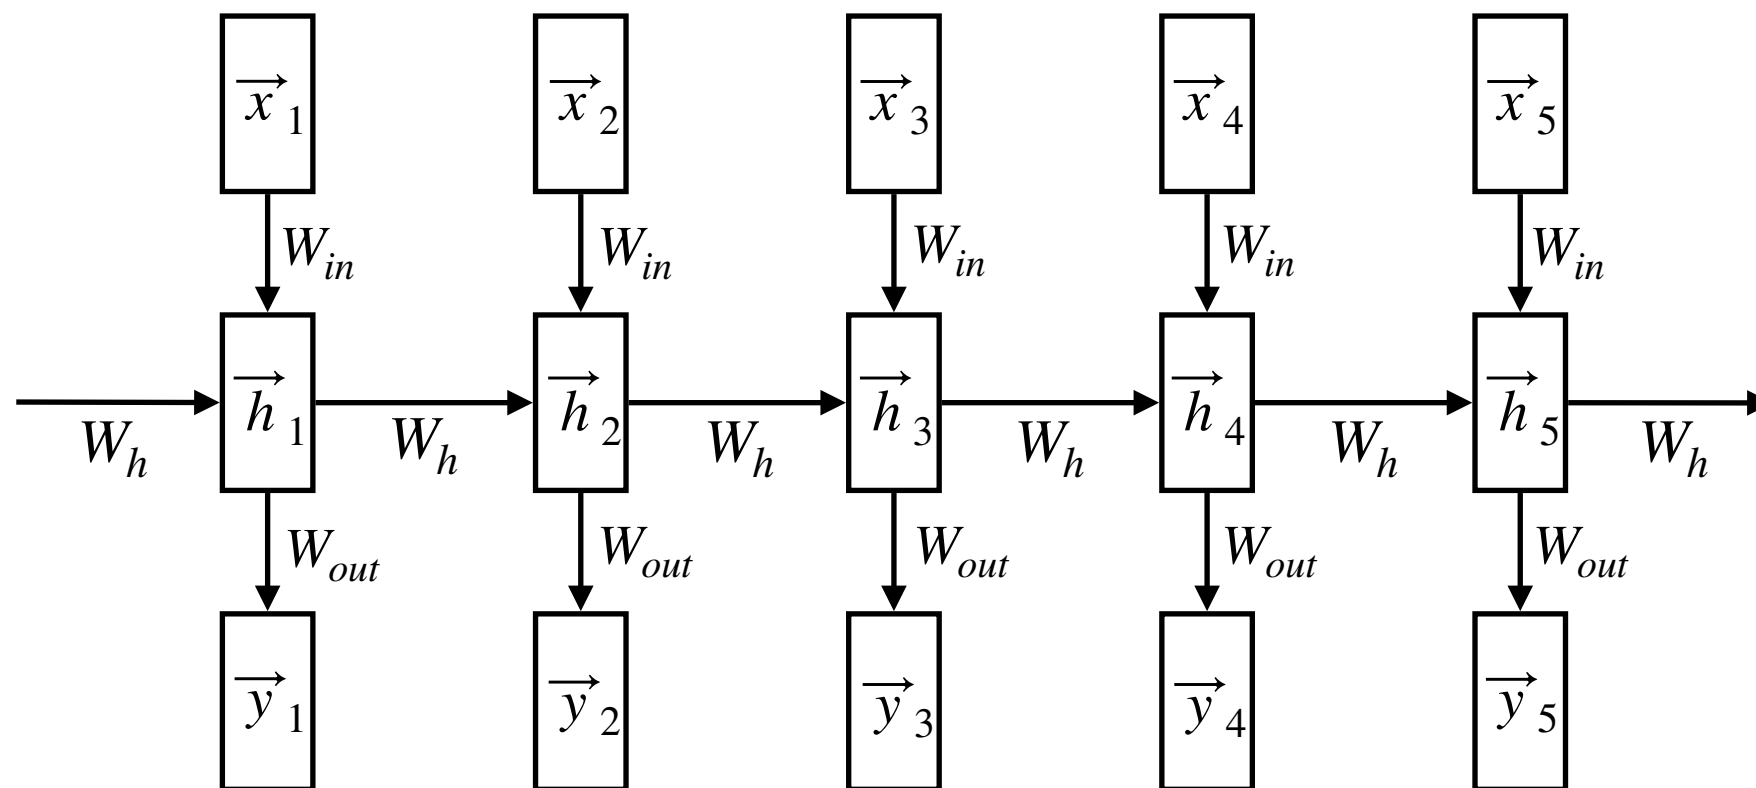 x⃗ 1 x⃗ 2 x⃗ 3 x⃗ 4 x⃗ 5
W_in W_in W_in W_in W_in
h⃗ 1 h⃗ 2 h⃗ 3 h⃗ 4 h⃗ 5
W_h W_h W_h W_h W_h W_h
W_out W_out W_out W_out W_out
y⃗ 1 y⃗ 2 y⃗ 3 y⃗ 4 y⃗ 5